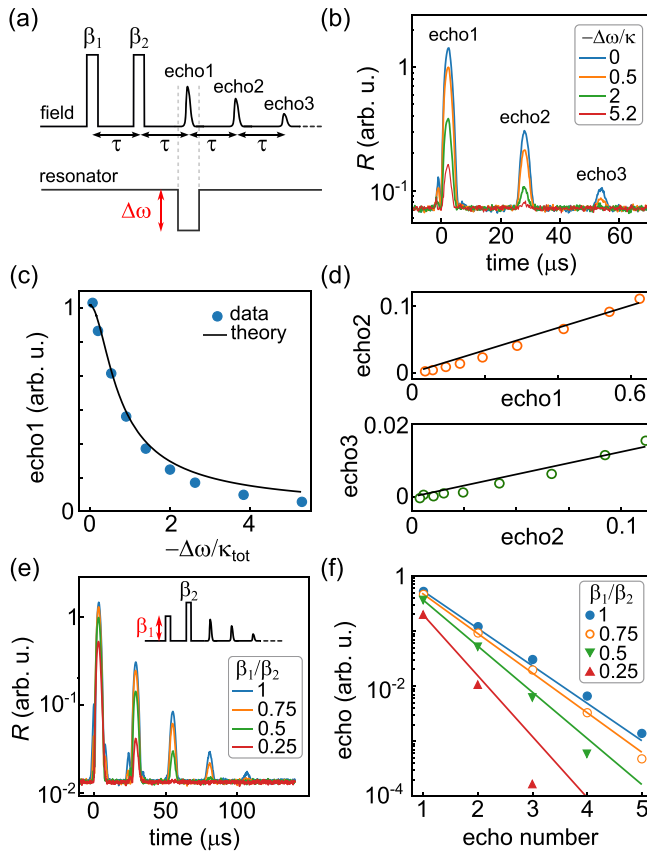 (a)
β1 β2
echo1
echo2
echo3
field
τ τ τ τ
resonator
Δω
(b)
R (arb. u.)
1
10⁻¹
echo1
echo2
echo3
−Δω/κ
0
0.5
2
5.2
0 20 40 60
time (μs)
(c)
echo1 (arb. u.)
1
0
data
theory
0 2 4
−Δω/κtot
(d)
echo2
0.1
0
0 0.6
echo1
echo3
0.02
0
0 0.1
echo2
(e)
R (arb. u.)
1
10⁻¹
10⁻²
β1
β2
β1/β2
1
0.75
0.5
0.25
0 50 100
time (μs)
(f)
echo (arb. u.)
1
10⁻²
10⁻⁴
β1/β2
1
0.75
0.5
0.25
1 2 3 4 5
echo number